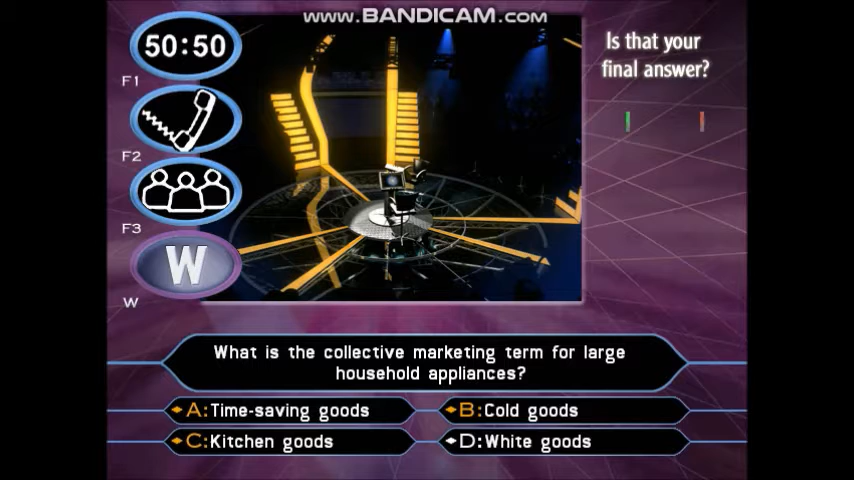 www.BANDICAM.com
50:50
F1
F2
F3
W
W
Is that your
final answer?
What is the collective marketing term for large
household appliances?
A:Time-saving goods
B:Cold goods
C:Kitchen goods
D:White goods